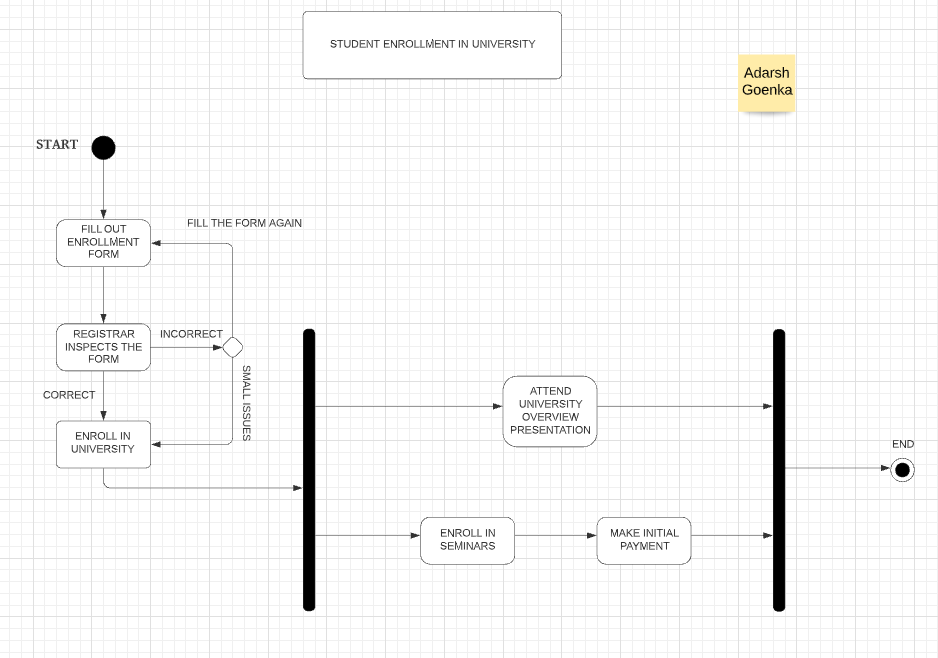 STUDENT ENROLLMENT IN UNIVERSITY
Adarsh
Goenka
START
FILL OUT
ENROLLMENT
FORM
FILL THE FORM AGAIN
REGISTRAR
INSPECTS THE
FORM
INCORRECT
SMALL ISSUES
CORRECT
ENROLL IN
UNIVERSITY
ATTEND
UNIVERSITY
OVERVIEW
PRESENTATION
ENROLL IN
SEMINARS
MAKE INITIAL
PAYMENT
END